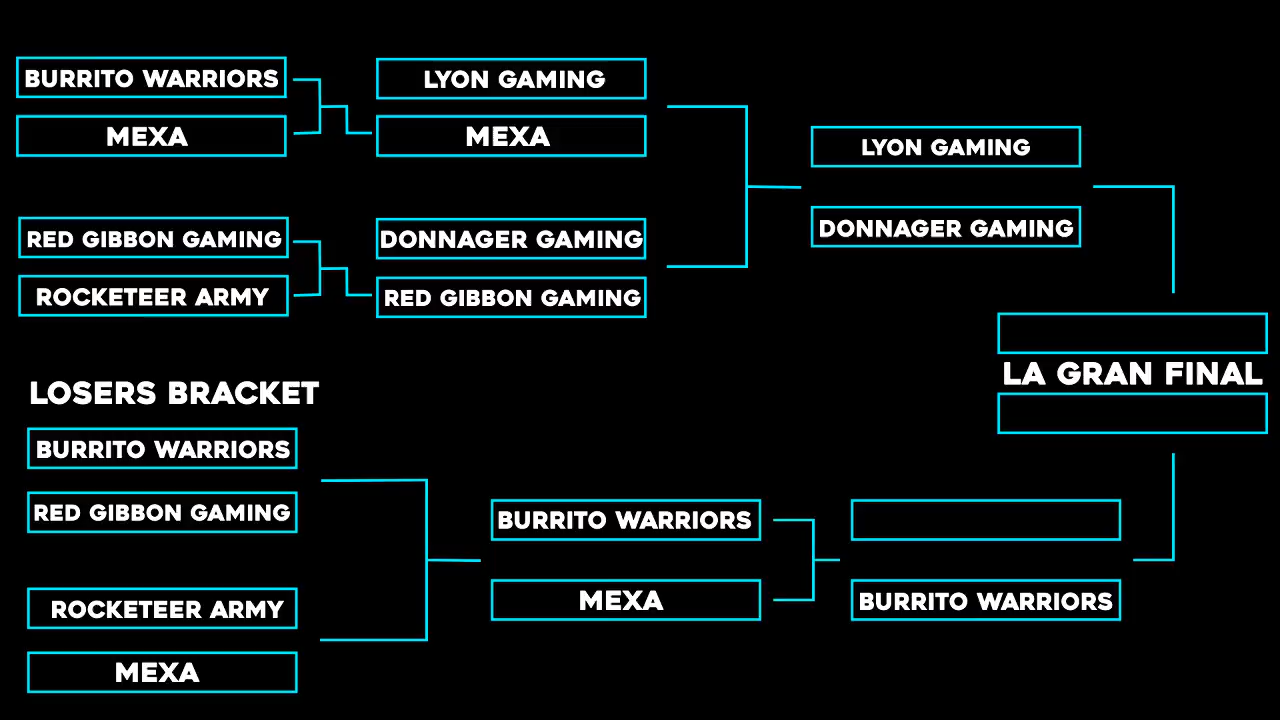 BURRITO WARRIORS
MEXA
LYON GAMING
MEXA
RED GIBBON GAMING
ROCKETEER ARMY
DONNAGER GAMING
RED GIBBON GAMING
LYON GAMING
DONNAGER GAMING
LA GRAN FINAL
LOSERS BRACKET
BURRITO WARRIORS
RED GIBBON GAMING
ROCKETEER ARMY
MEXA
BURRITO WARRIORS
MEXA
BURRITO WARRIORS